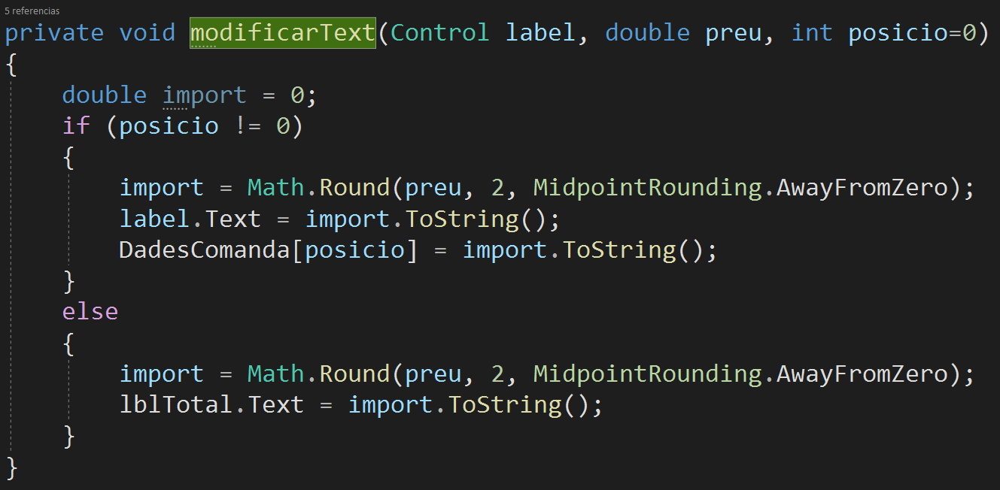 5 referencias
private void modificarText(Control label, double preu, int posicio=0)
{
    double import = 0;
    if (posicio != 0)
    {
        import = Math.Round(preu, 2, MidpointRounding.AwayFromZero);
        label.Text = import.ToString();
        DadesComanda[posicio] = import.ToString();
    }
    else
    {
        import = Math.Round(preu, 2, MidpointRounding.AwayFromZero);
        lblTotal.Text = import.ToString();
    }
}